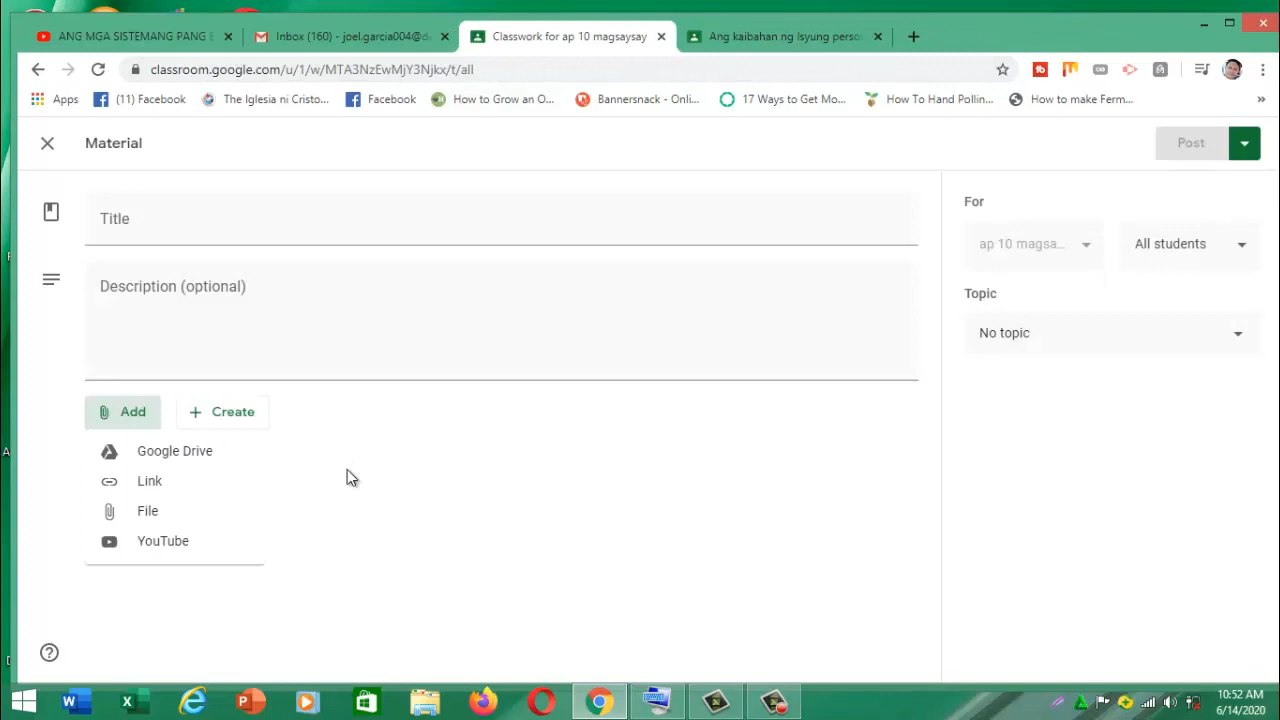 ANG MGA SISTEMANG PANG E
Inbox (160) - joel.garcia004@d
Classwork for ap 10 magsaysay
Ang kaibahan ng Isyung perso
classroom.google.com/u/1/w/MTA3NzEwMjY3Njkx/t/all
Apps
(11) Facebook
The Iglesia ni Cristo...
Facebook
How to Grow an O...
Bannersnack - Onli...
17 Ways to Get Mo...
How To Hand Pollin...
How to make Ferm...
Material
Post
Title
For
ap 10 magsa...
All students
Description (optional)
Topic
No topic
Add
Create
Google Drive
Link
File
YouTube
10:52 AM
6/14/2020